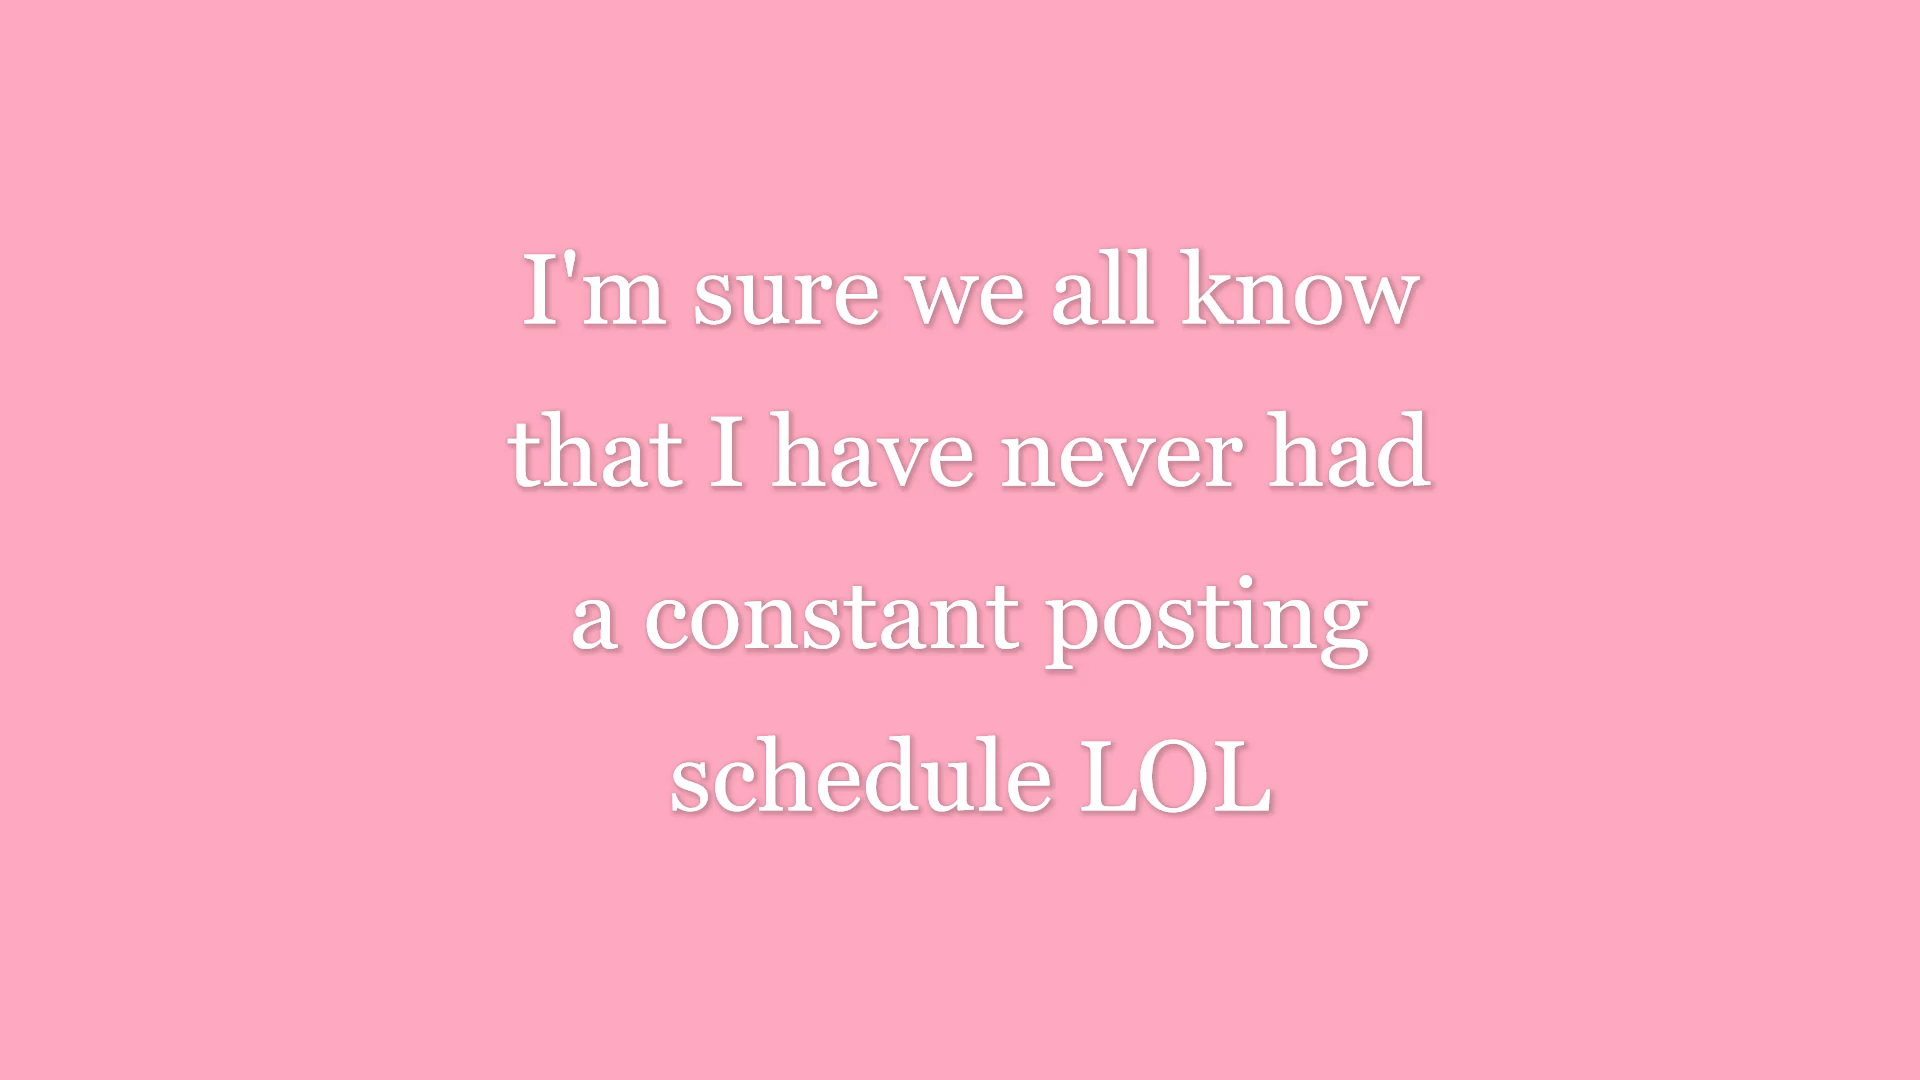 I'm sure we all know
that I have never had
a constant posting
schedule LOL